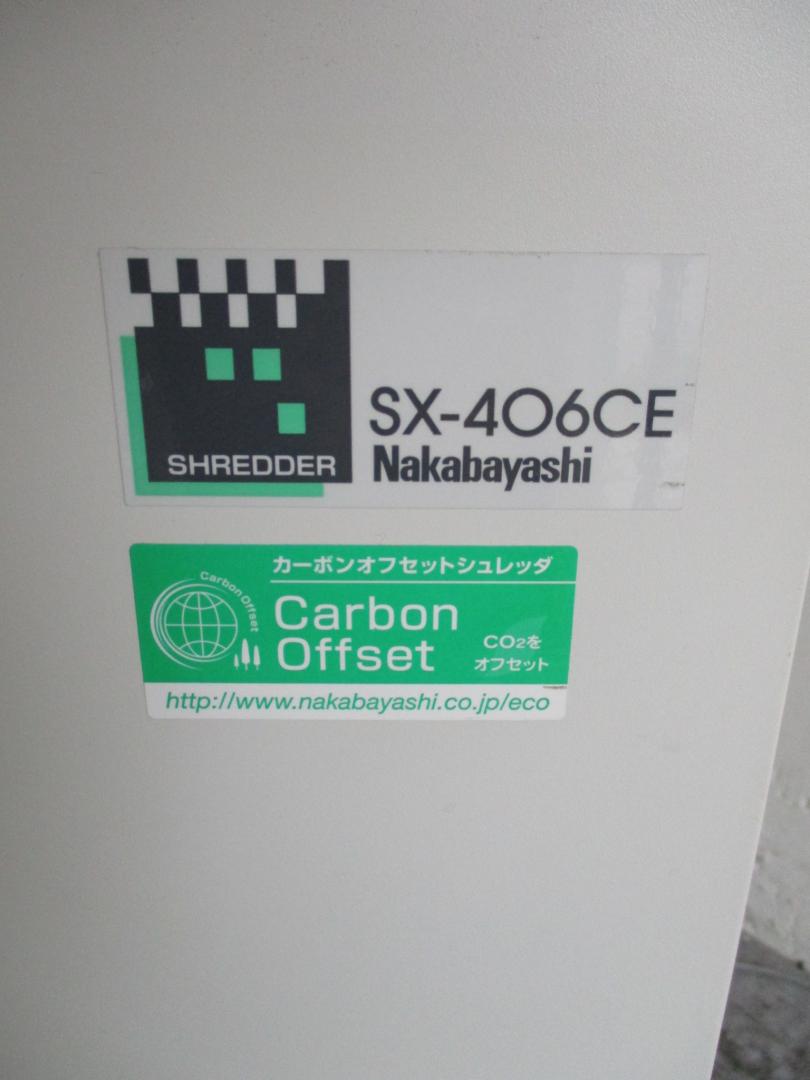 SHREDDER
SX-406CE
Nakabayashi
カーボンオフセットシュレッダ
Carbon Offset
Carbon
Offset
CO2を
オフセット
http://www.nakabayashi.co.jp/eco